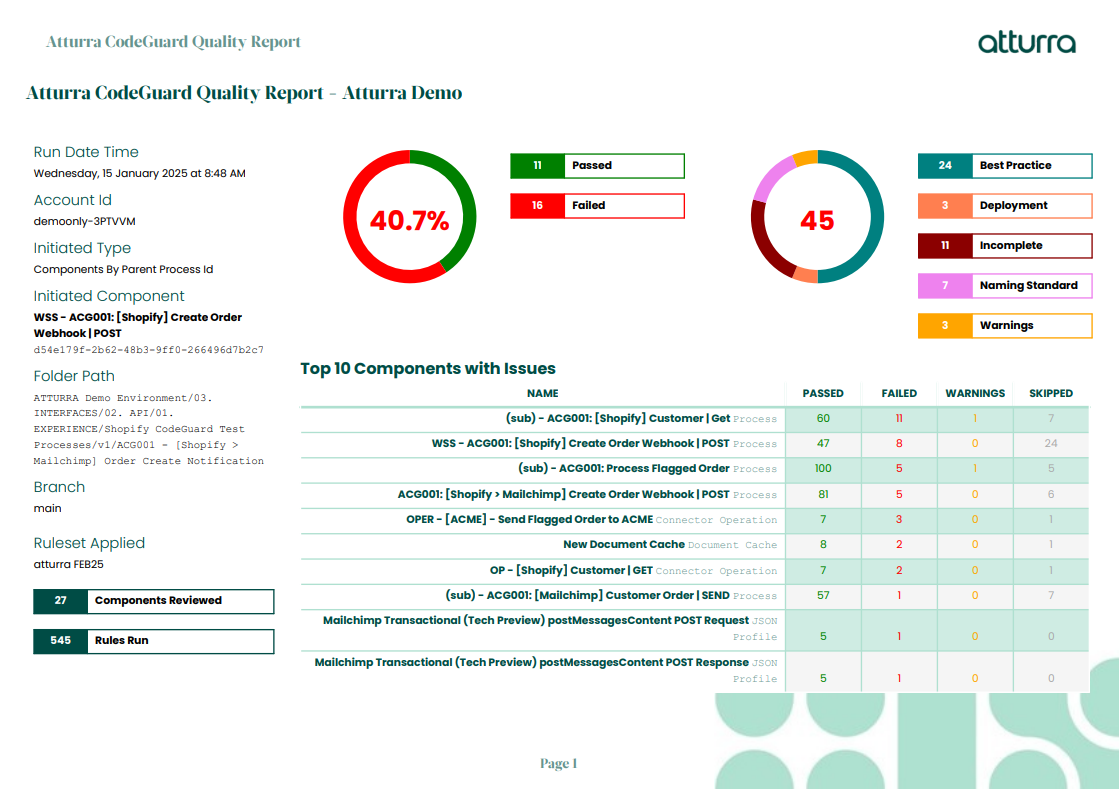 Atturra CodeGuard Quality Report
atturra
Atturra CodeGuard Quality Report - Atturra Demo
Run Date Time
Wednesday, 15 January 2025 at 8:48 AM
Account Id
demoonly-3PTVVM
Initiated Type
Components By Parent Process Id
Initiated Component
WSS - ACG001: [Shopify] Create Order
Webhook | POST
d54e179f-2b62-48b3-9ff0-266496d7b2c7
Folder Path
ATTURRA Demo Environment/03.
INTERFACES/02. API/01.
EXPERIENCE/Shopify CodeGuard Test
Processes/v1/ACG001 - [Shopify >
Mailchimp] Order Create Notification
Branch
main
Ruleset Applied
atturra FEB25
27 Components Reviewed
545 Rules Run
40.7%
11 Passed
16 Failed
45
24 Best Practice
3 Deployment
11 Incomplete
7 Naming Standard
3 Warnings
Top 10 Components with Issues
NAME PASSED FAILED WARNINGS SKIPPED
(sub) - ACG001: [Shopify] Customer | Get Process 60 11 1 7
WSS - ACG001: [Shopify] Create Order Webhook | POST Process 47 8 0 24
(sub) - ACG001: Process Flagged Order Process 100 5 1 5
ACG001: [Shopify > Mailchimp] Create Order Webhook | POST Process 81 5 0 6
OPER - [ACME] - Send Flagged Order to ACME Connector Operation 7 3 0 1
New Document Cache Document Cache 8 2 0 1
OP - [Shopify] Customer | GET Connector Operation 7 2 0 1
(sub) - ACG001: [Mailchimp] Customer Order | SEND Process 57 1 0 7
Mailchimp Transactional (Tech Preview) postMessagesContent POST Request JSON
Profile 5 1 0 0
Mailchimp Transactional (Tech Preview) postMessagesContent POST Response JSON
Profile 5 1 0 0
Page 1